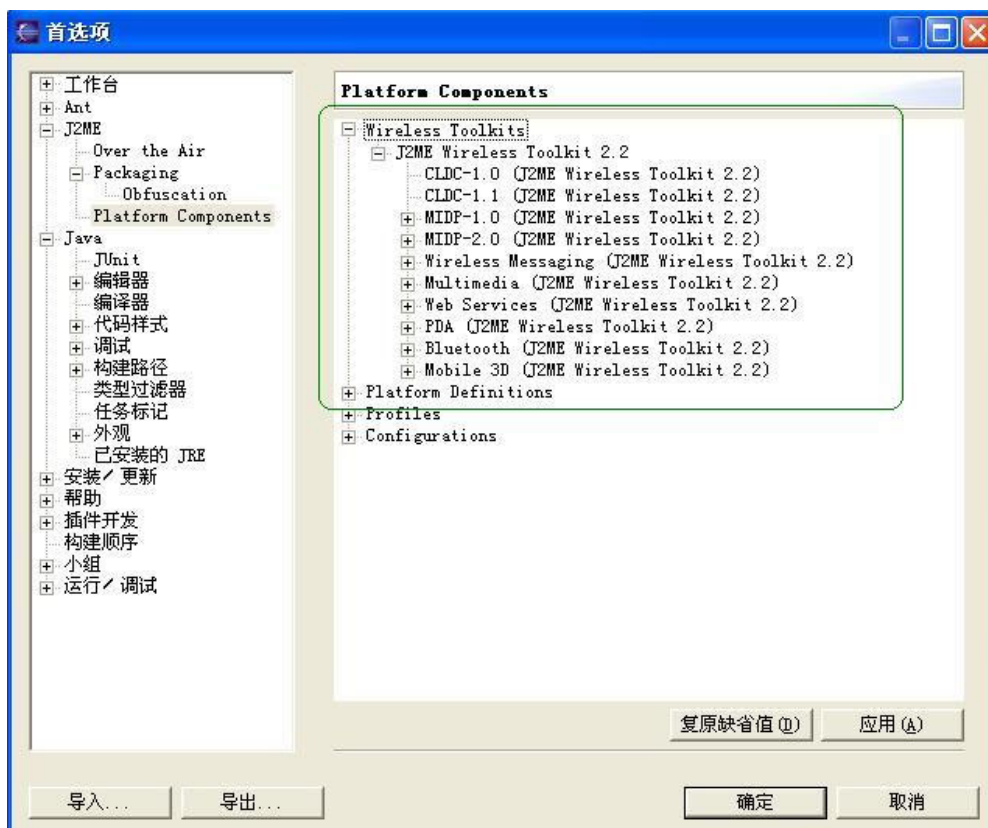 首选项
工作台
Ant
J2ME
Over the Air
Packaging
Obfuscation
Platform Components
Java
JUnit
编辑器
编译器
代码样式
调试
构建路径
类型过滤器
任务标记
外观
已安装的 JRE
安装/更新
帮助
插件开发
构建顺序
小组
运行/调试
Platform Components
Wireless Toolkits
J2ME Wireless Toolkit 2.2
CLDC-1.0 (J2ME Wireless Toolkit 2.2)
CLDC-1.1 (J2ME Wireless Toolkit 2.2)
MIDP-1.0 (J2ME Wireless Toolkit 2.2)
MIDP-2.0 (J2ME Wireless Toolkit 2.2)
Wireless Messaging (J2ME Wireless Toolkit 2.2)
Multimedia (J2ME Wireless Toolkit 2.2)
Web Services (J2ME Wireless Toolkit 2.2)
PDA (J2ME Wireless Toolkit 2.2)
Bluetooth (J2ME Wireless Toolkit 2.2)
Mobile 3D (J2ME Wireless Toolkit 2.2)
Platform Definitions
Profiles
Configurations
复原缺省值(D) 应用(A)
导入... 导出... 确定 取消